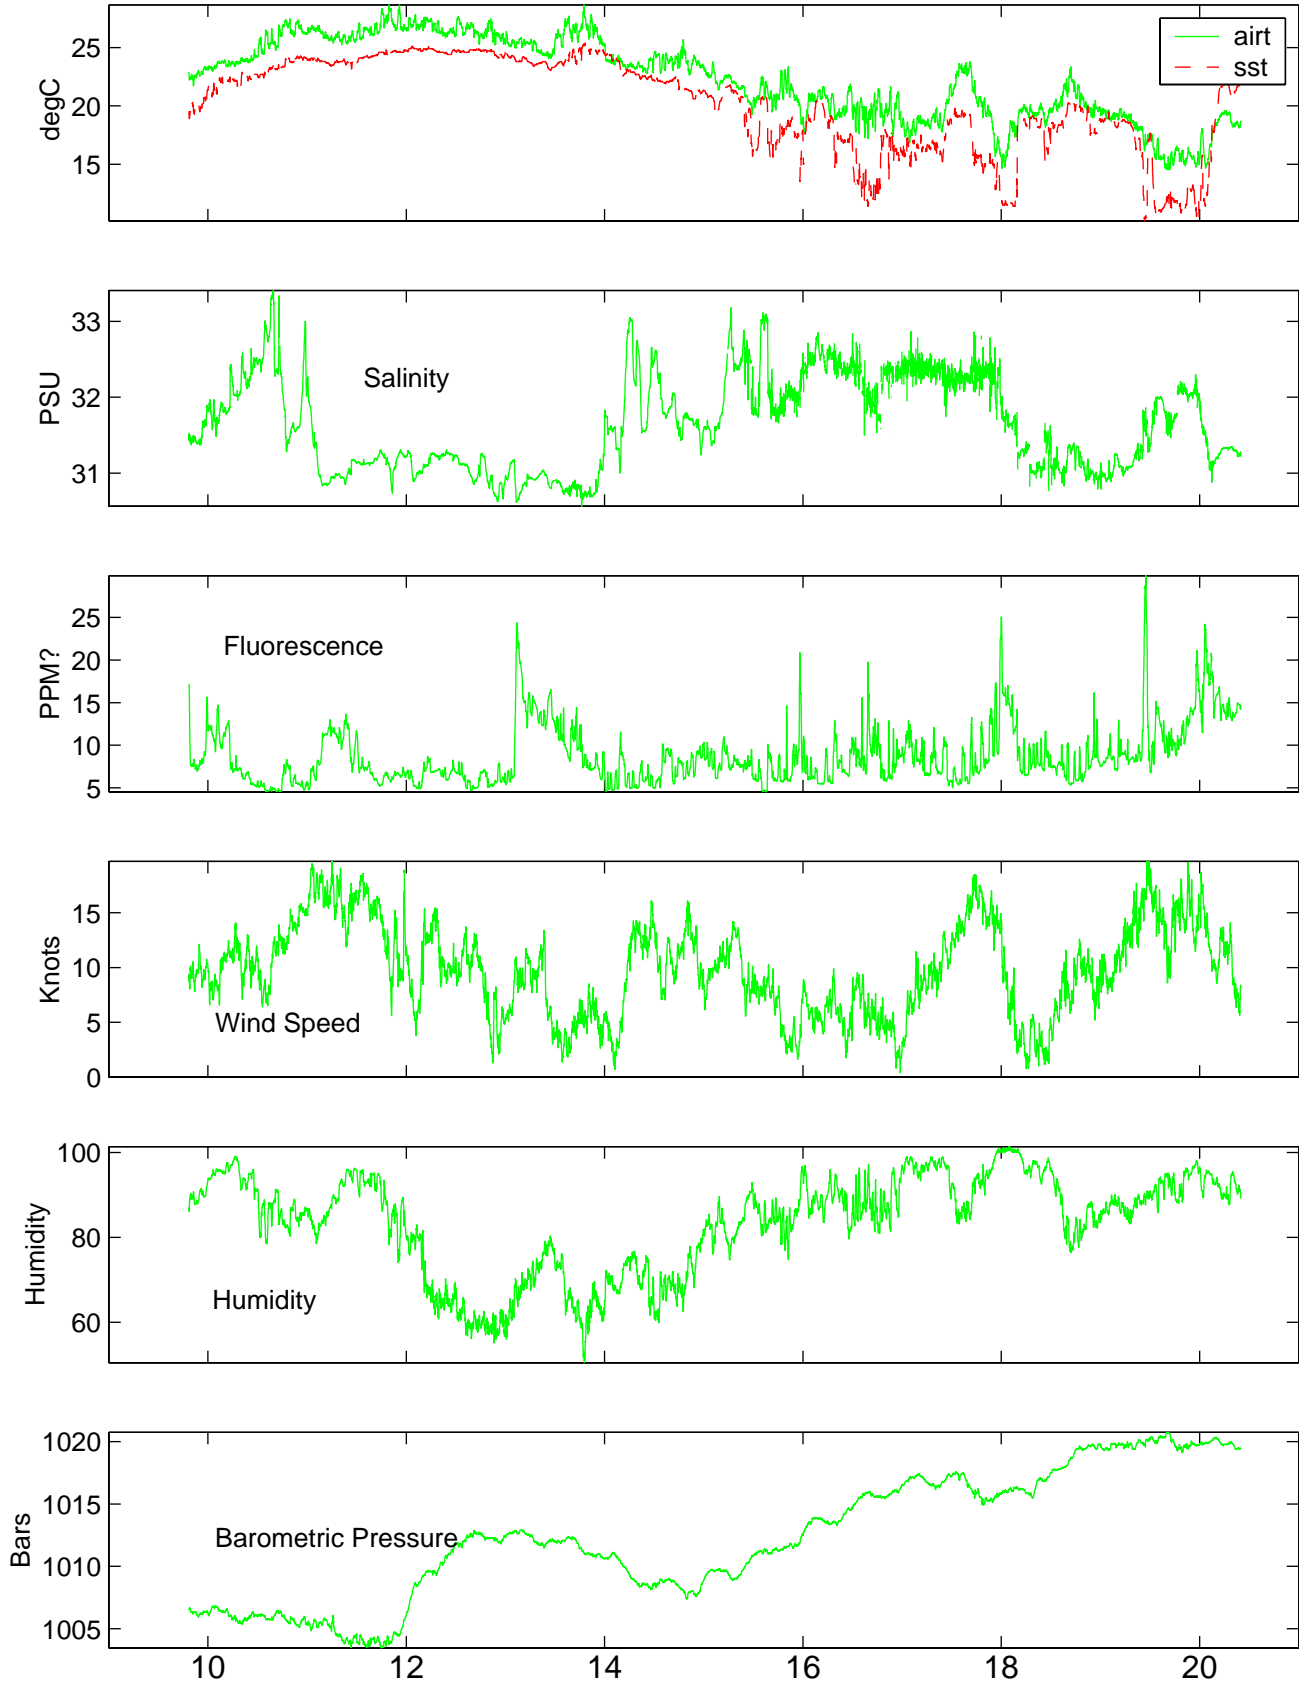 airt
sst
25
20
15
degC
33
32
31
PSU
Salinity
25
20
15
10
5
PPM?
Fluorescence
15
10
5
0
Knots
Wind Speed
100
80
60
Humidity
Humidity
1020
1015
1010
1005
Bars
Barometric Pressure
10 12 14 16 18 20